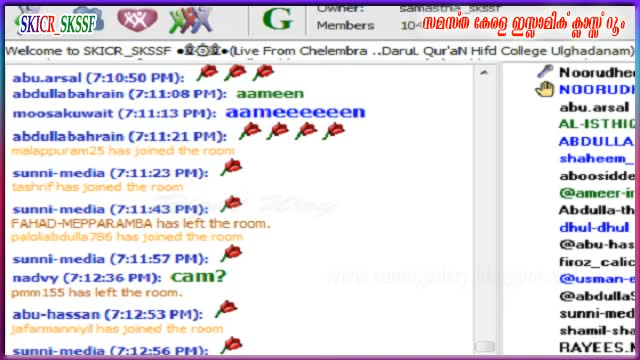 SKICR_SKSSF
Owner: samastha_skssf
Members
സമസ്ത കേരള ഇസ്ലാമിക് ക്ലാസ്സ് റൂം
Welcome to SKICR_SKSSF (Live From Chelembra ..DaruL Qur'aN Hifd College Ulghadanam)
abu.arsal (7:10:50 PM):
abdullabahrain (7:11:08 PM): aameen
moosakuwait (7:11:13 PM): aameeeeeeen
abdullabahrain (7:11:21 PM):
malappuram25 has joined the room
sunni-media (7:11:23 PM):
tashrif has joined the room
sunni-media (7:11:43 PM):
FAHAD-MEPPARAMBA has left the room.
paloliabdulla786 has joined the room
sunni-media (7:11:57 PM):
nadvy (7:12:36 PM): cam?
pmm155 has left the room.
abu-hassan (7:12:53 PM):
jafarmanniyil has joined the room
sunni-media (7:12:56 PM):
Noorudhee
NOORUD
abu.arsal
AL-ISTHIQ
ABDULLA
shaheem_
aboosidde
@ameer-ir
Abdulla-th
dhul-dhul
@abu-has
firoz_calic
@usman-e
@abdullaS
sunni-med
shamil-sha
RAYEES.M